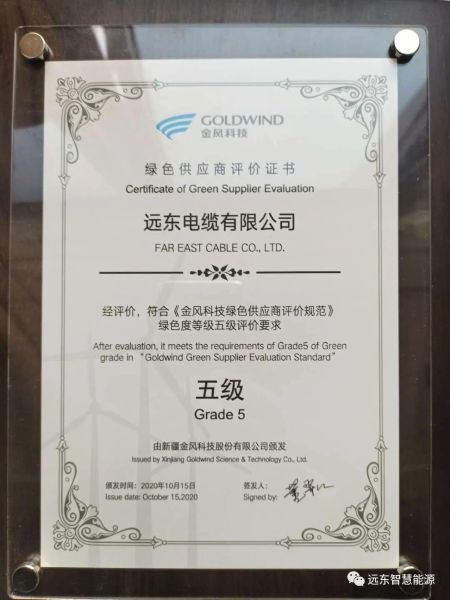 GOLDWIND
金风科技
绿色供应商评价证书
Certificate of Green Supplier Evaluation
远东电缆有限公司
FAR EAST CABLE CO., LTD.
经评价，符合《金风科技绿色供应商评价规范》
绿色度等级五级评价要求
After evaluation, it meets the requirements of Grade5 of Green
grade in “Goldwind Green Supplier Evaluation Standard”
五级
Grade 5
由新疆金风科技股份有限公司颁发
Issued by Xinjiang Goldwind Science & Technology Co., Ltd.
颁发时间：2020年10月15日
Issue date: October 15,2020
签发人：
Signed by:
远东智慧能源